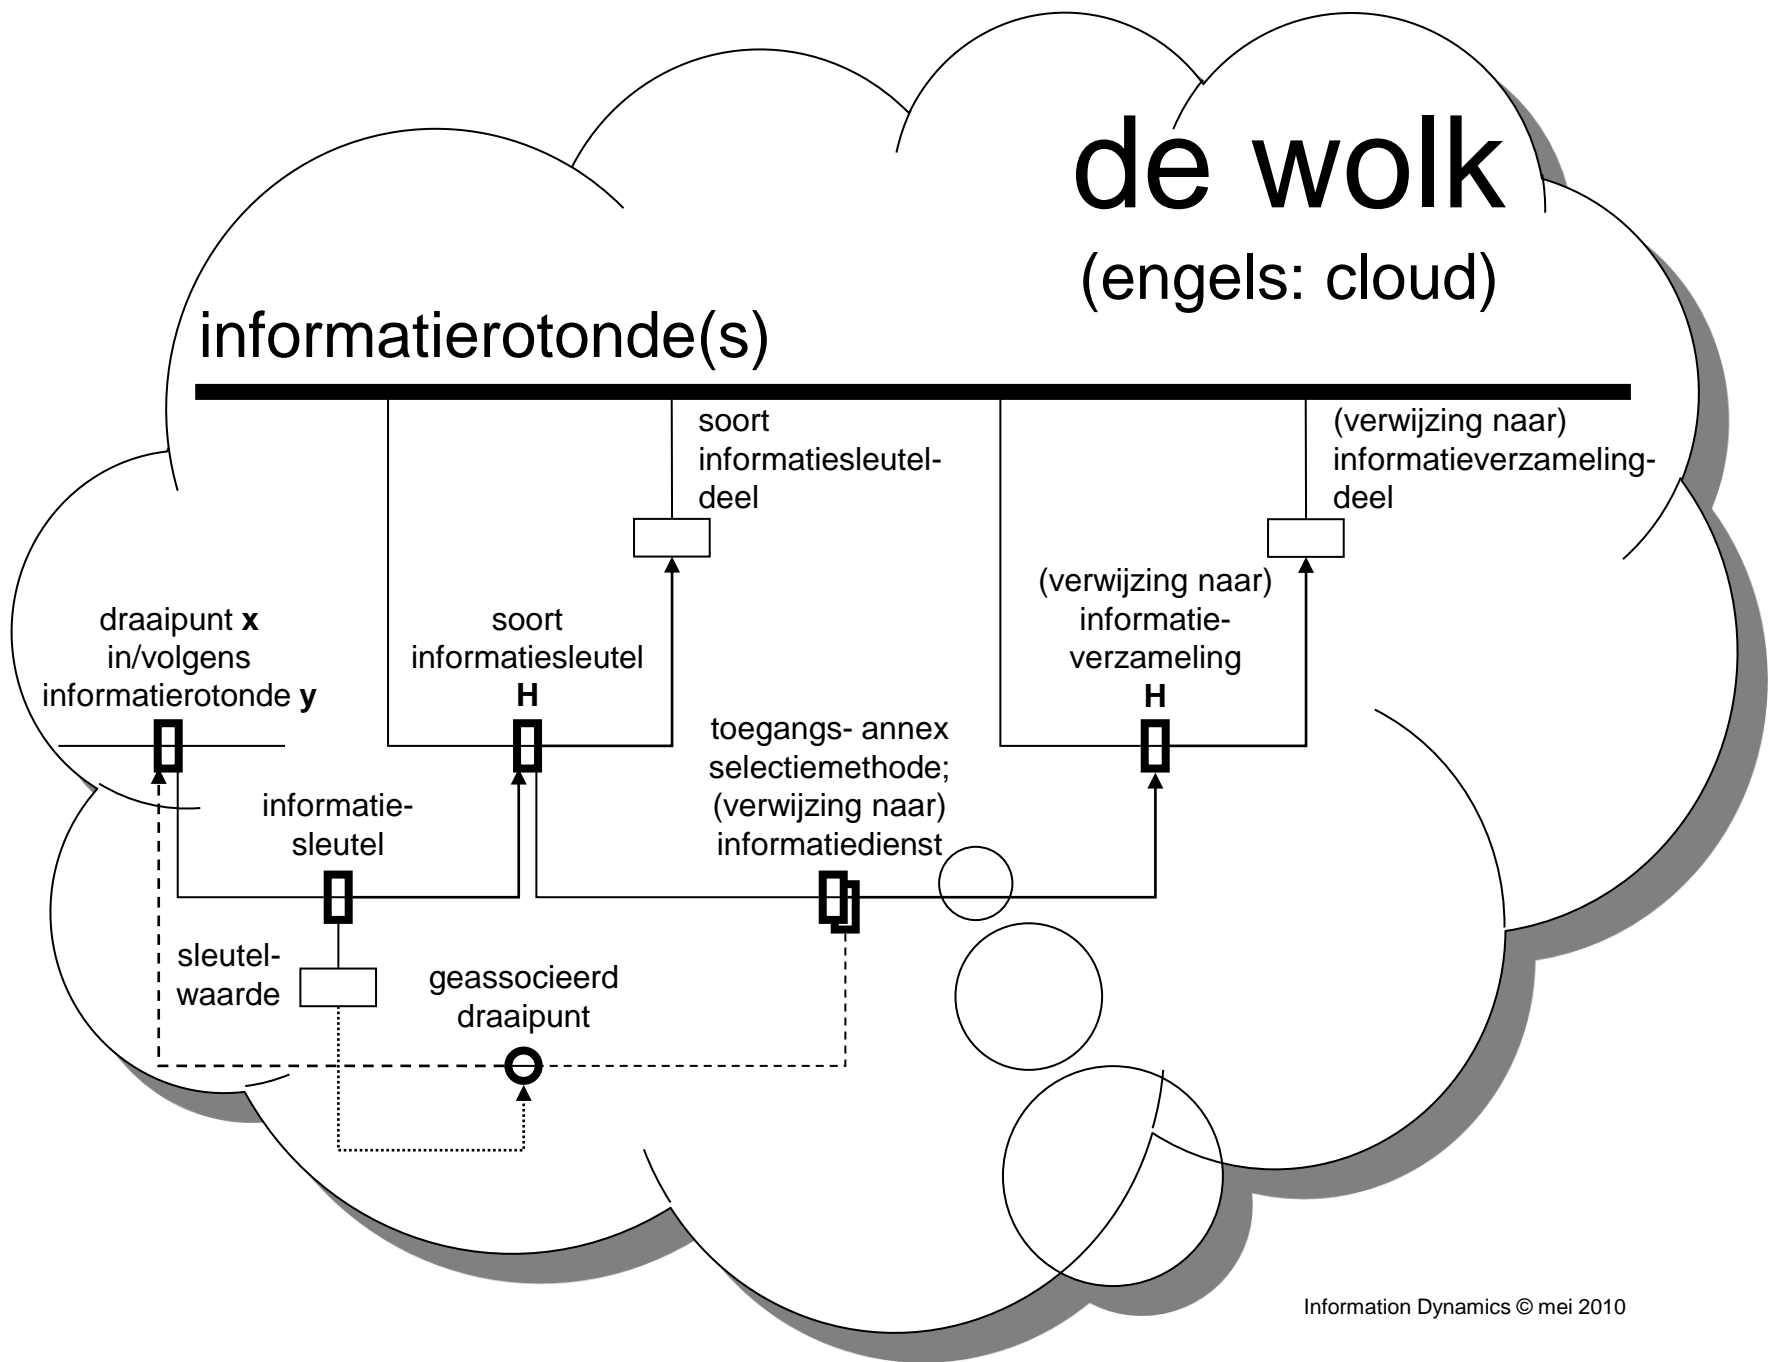 de wolk
(engels: cloud)
informatierotonde(s)
soort
informatiesleutel-
deel
(verwijzing naar)
informatieverzameling-
deel
draaipunt x
in/volgens
informatierotonde y
soort
informatiesleutel
H
(verwijzing naar)
informatie-
verzameling
H
toegangs- annex
selectiemethode;
(verwijzing naar)
informatiedienst
informatie-
sleutel
sleutel-
waarde
geassocieerd
draaipunt
Information Dynamics © mei 2010